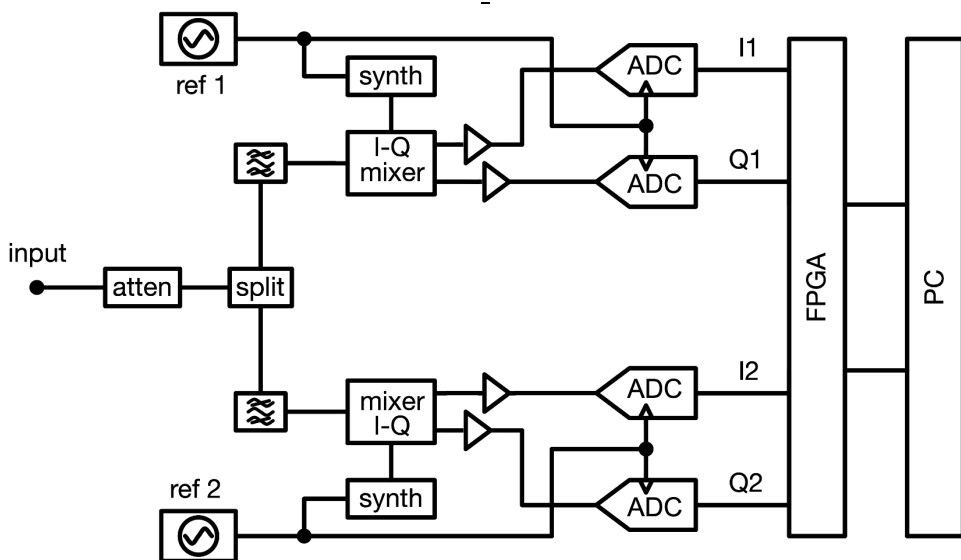 ref 1
synth
ADC
I1
I-Q
mixer
ADC
Q1
input
atten
split
FPGA
PC
mixer
I-Q
ADC
I2
ref 2
synth
ADC
Q2